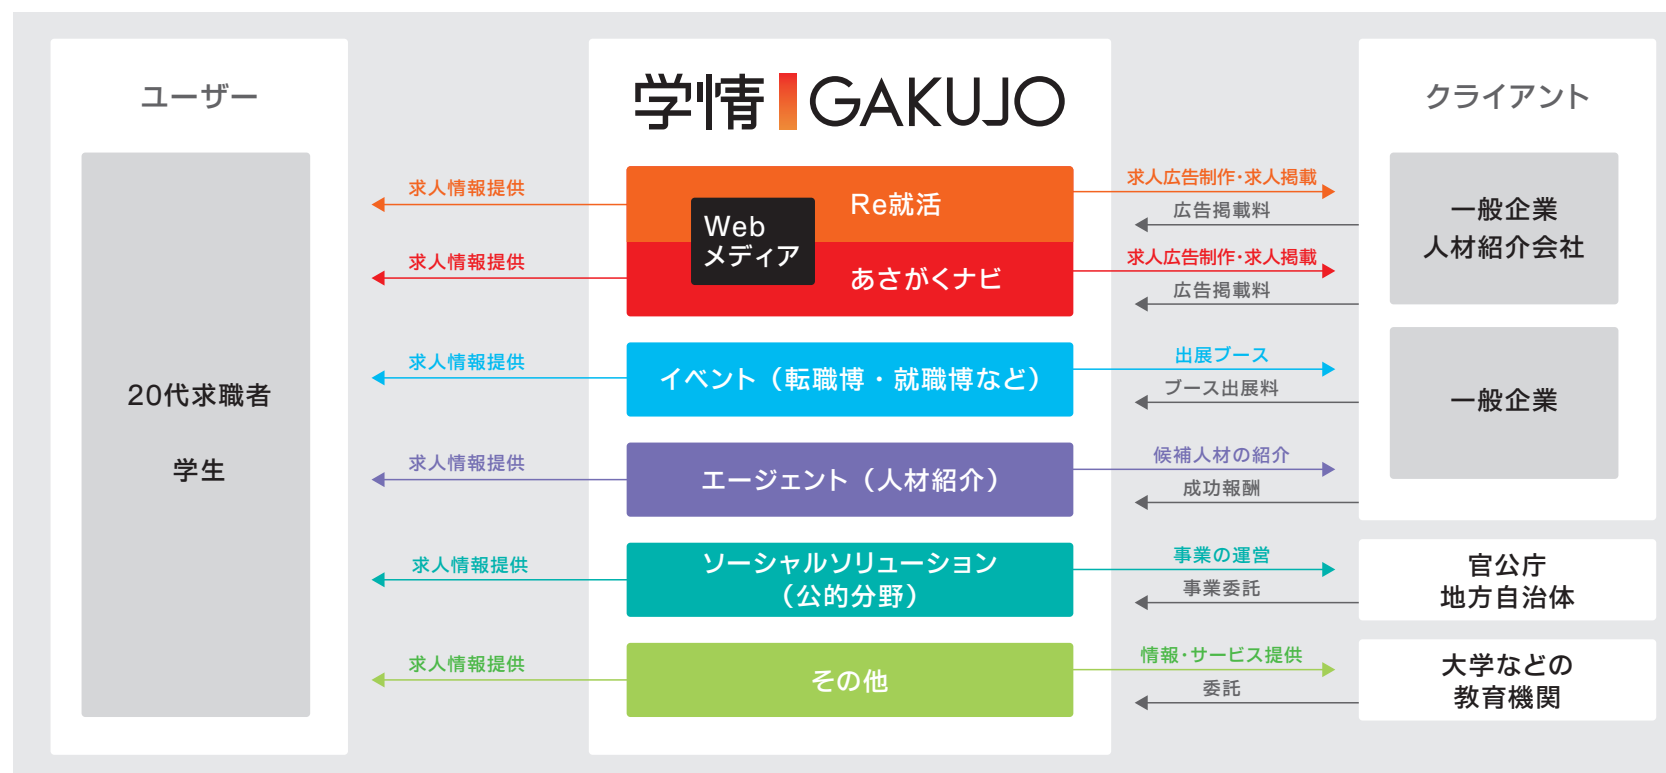 ユーザー
20代求職者
学生
学情 GAKUJO
Web
メディア
Re就活
あさがくナビ
イベント（転職博・就職博など）
エージェント（人材紹介）
ソーシャルソリューション
（公的分野）
その他
求人情報提供
求人情報提供
求人情報提供
求人情報提供
求人情報提供
求人情報提供
求人広告制作・求人掲載
広告掲載料
求人広告制作・求人掲載
広告掲載料
出展ブース
ブース出展料
候補人材の紹介
成功報酬
事業の運営
事業委託
情報・サービス提供
委託
クライアント
一般企業
人材紹介会社
一般企業
官公庁
地方自治体
大学などの
教育機関